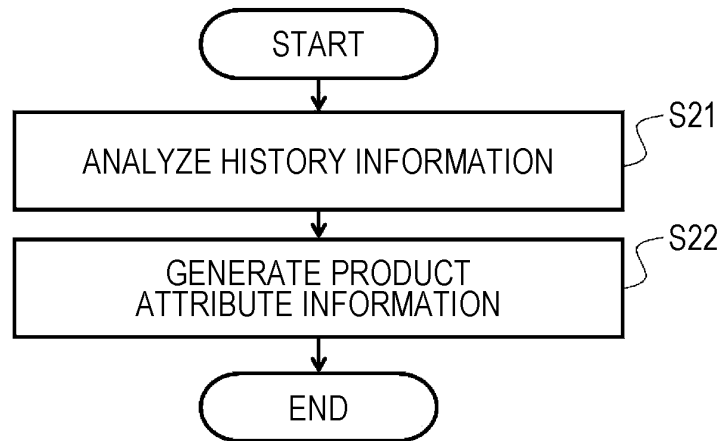 START
S21
ANALYZE HISTORY INFORMATION
S22
GENERATE PRODUCT
ATTRIBUTE INFORMATION
END